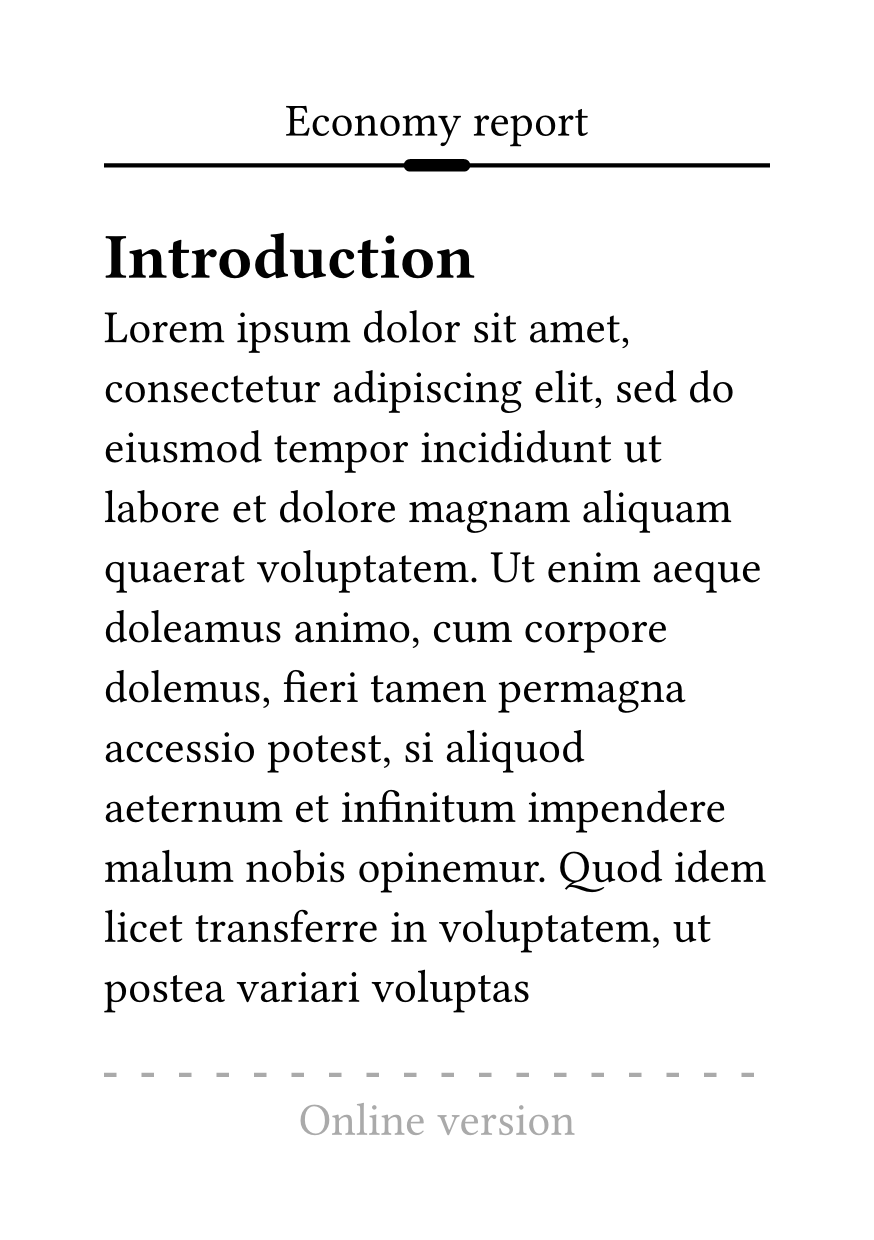 Economy report
Introduction
Lorem ipsum dolor sit amet,
consectetur adipiscing elit, sed do
eiusmod tempor incididunt ut
labore et dolore magnam aliquam
quaerat voluptatem. Ut enim aeque
doleamus animo, cum corpore
dolemus, fieri tamen permagna
accessio potest, si aliquod
aeternum et infinitum impendere
malum nobis opinemur. Quod idem
licet transferre in voluptatem, ut
postea variari voluptas
Online version